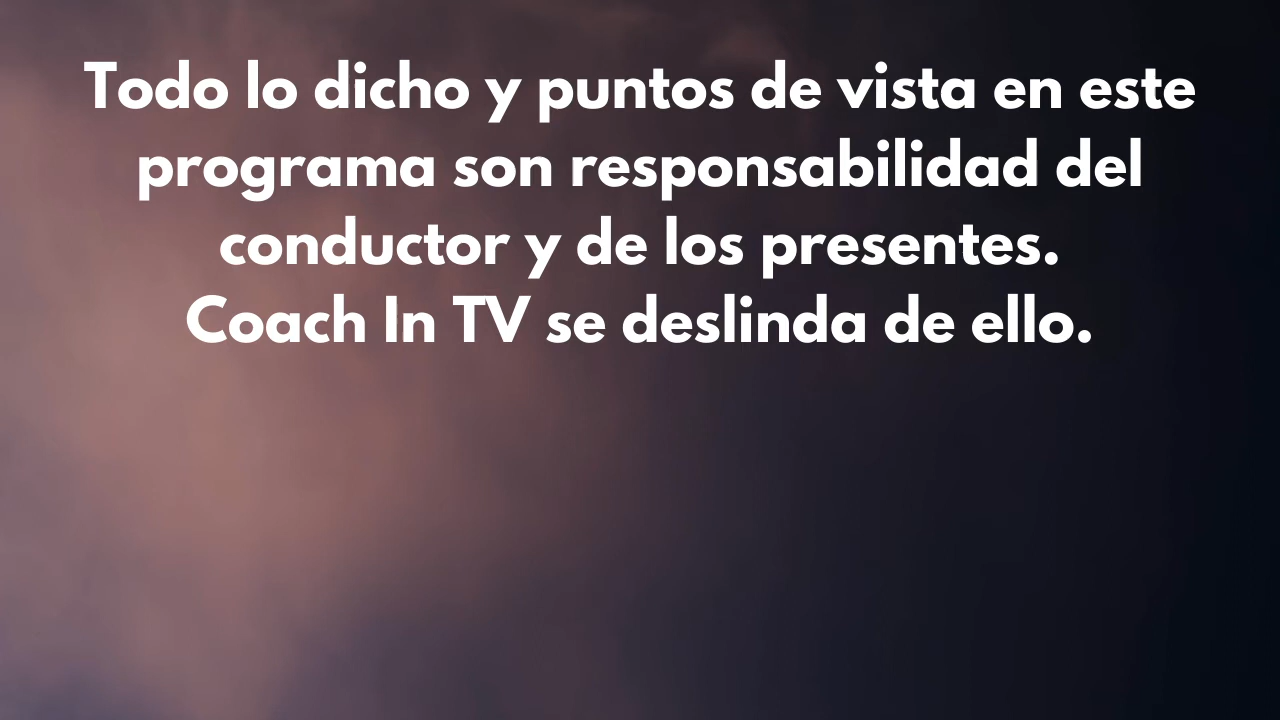 Todo lo dicho y puntos de vista en este
programa son responsabilidad del
conductor y de los presentes.
Coach In TV se deslinda de ello.